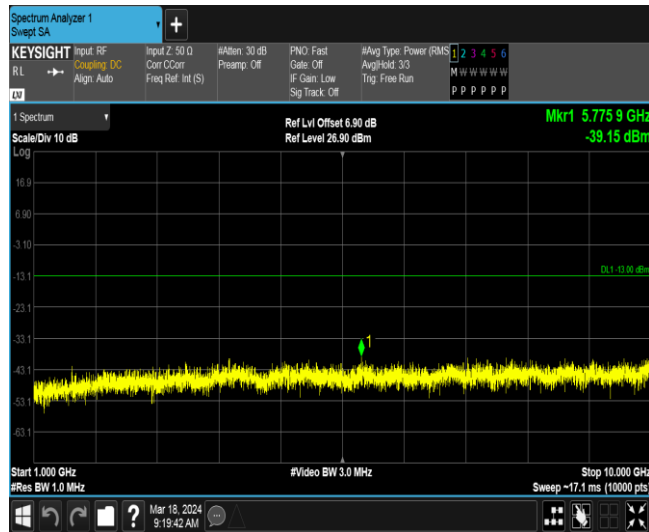 Spectrum Analyzer 1
Swept SA
+
KEYSIGHT
RL
LXI
Input: RF
Coupling: DC
Align: Auto
Input Z: 50 Ω
Corr CCorr
Freq Ref: Int (S)
#Atten: 30 dB
Preamp: Off
PNO: Fast
Gate: Off
IF Gain: Low
Sig Track: Off
#Avg Type: Power (RMS
Avg|Hold: 3/3
Trig: Free Run
1 2 3 4 5 6
M W W W W W
P P P P P P
1 Spectrum
Scale/Div 10 dB
Log
Ref Lvl Offset 6.90 dB
Ref Level 26.90 dBm
Mkr1 5.775 9 GHz
-39.15 dBm
16.9
6.90
-3.10
-13.1
DL1 -13.00 dBm
-23.1
-33.1
1
-43.1
-53.1
-63.1
Start 1.000 GHz
#Res BW 1.0 MHz
#Video BW 3.0 MHz
Stop 10.000 GHz
Sweep ~17.1 ms (10000 pts)
?
Mar 18, 2024
9:19:42 AM